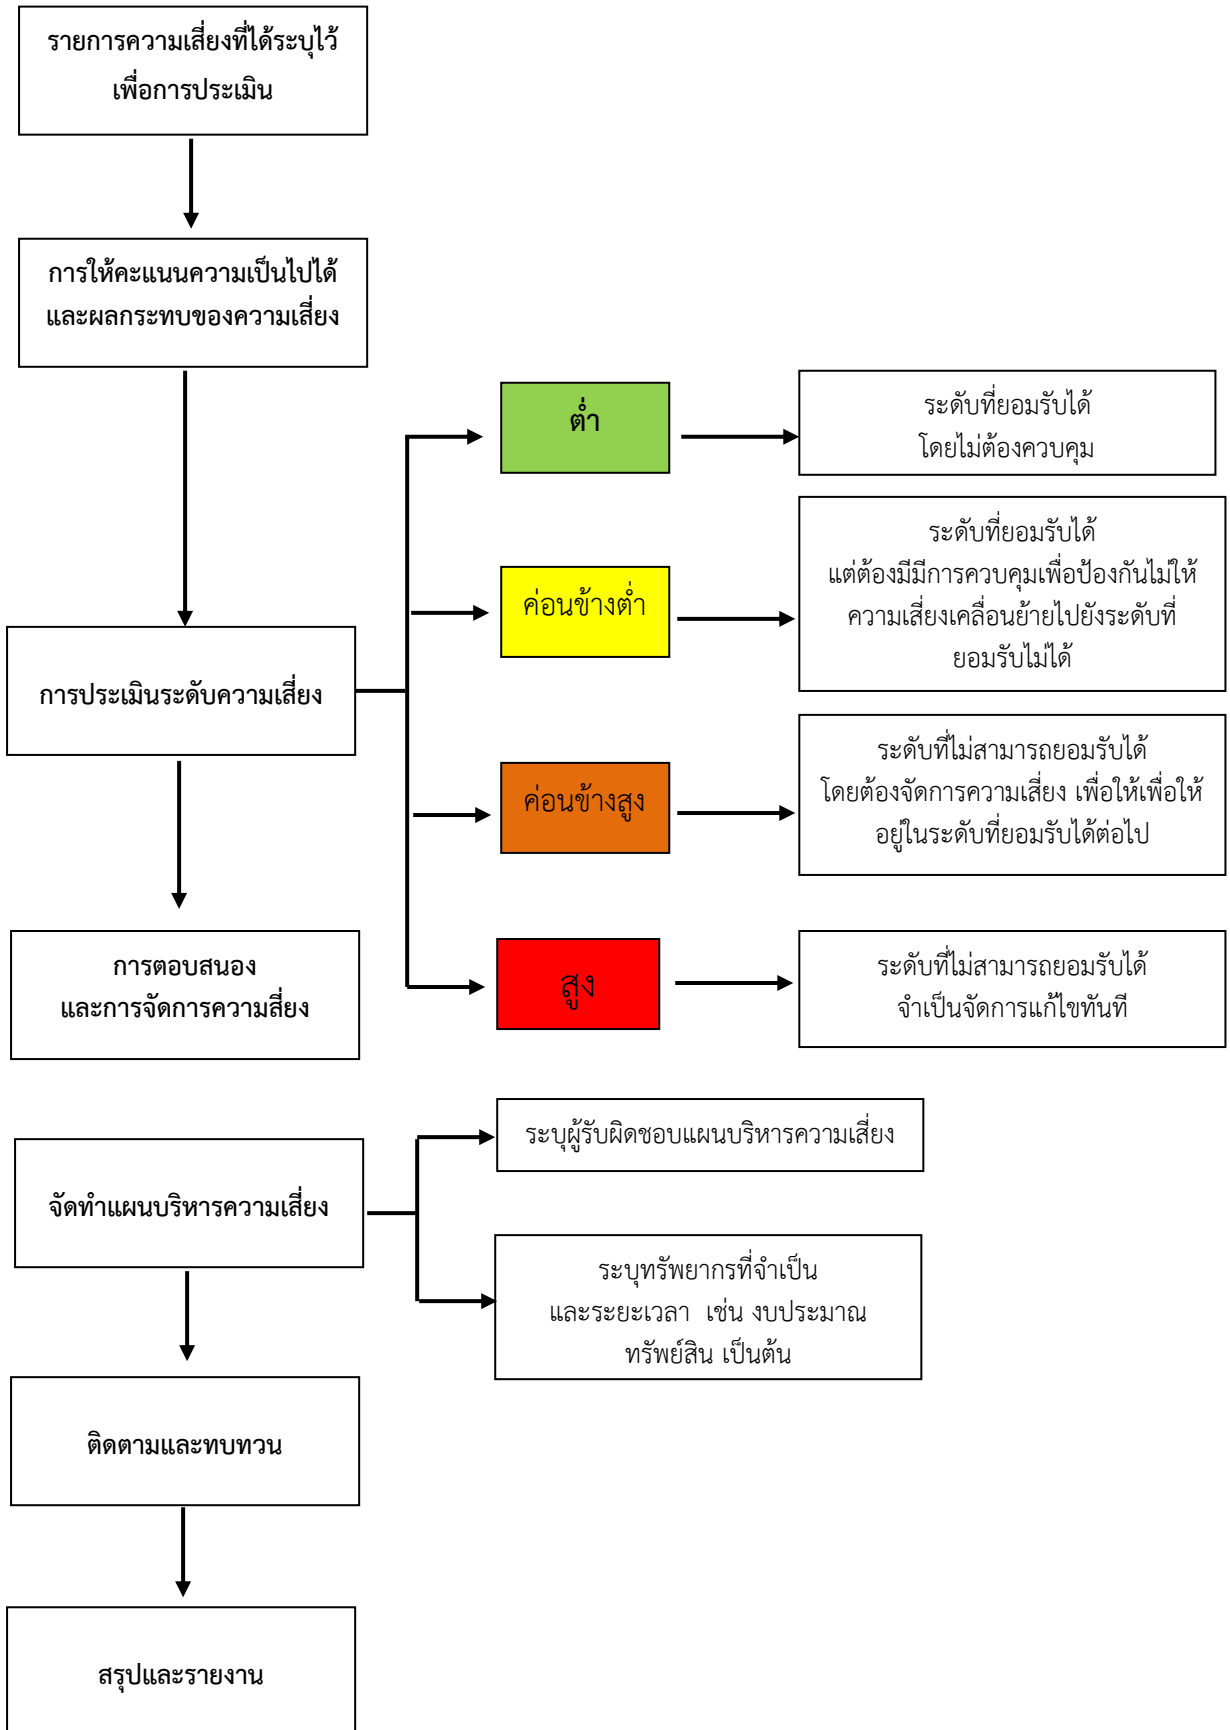 รายการความเสี่ยงที่ได้ระบุไว้
เพื่อการประเมิน
การให้คะแนนความเป็นไปได้
และผลกระทบของความเสี่ยง
ต่ำ
ระดับที่ยอมรับได้
โดยไม่ต้องควบคุม
ค่อนข้างต่ำ
ระดับที่ยอมรับได้
แต่ต้องมีมีการควบคุมเพื่อป้องกันไม่ให้
ความเสี่ยงเคลื่อนย้ายไปยังระดับที่
ยอมรับไม่ได้
การประเมินระดับความเสี่ยง
ค่อนข้างสูง
ระดับที่ไม่สามารถยอมรับได้
โดยต้องจัดการความเสี่ยง เพื่อให้เพื่อให้
อยู่ในระดับที่ยอมรับได้ต่อไป
การตอบสนอง
และการจัดการความสี่ยง
สูง
ระดับที่ไม่สามารถยอมรับได้
จำเป็นจัดการแก้ไขทันที
จัดทำแผนบริหารความเสี่ยง
ระบุผู้รับผิดชอบแผนบริหารความเสี่ยง
ระบุทรัพยากรที่จำเป็น
และระยะเวลา เช่น งบประมาณ
ทรัพย์สิน เป็นต้น
ติดตามและทบทวน
สรุปและรายงาน